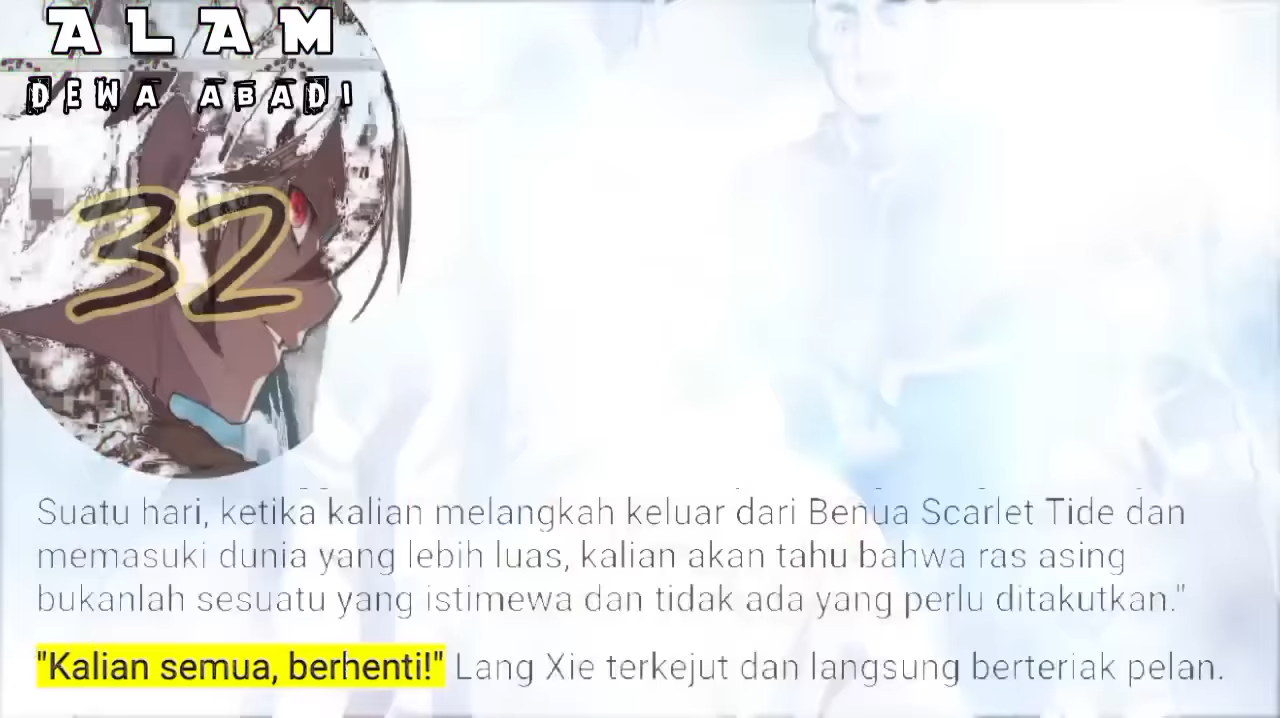 ALAM
DEWA ABADI
32
Suatu hari, ketika kalian melangkah keluar dari Benua Scarlet Tide dan
memasuki dunia yang lebih luas, kalian akan tahu bahwa ras asing
bukanlah sesuatu yang istimewa dan tidak ada yang perlu ditakutkan."
"Kalian semua, berhenti!" Lang Xie terkejut dan langsung berteriak pelan.